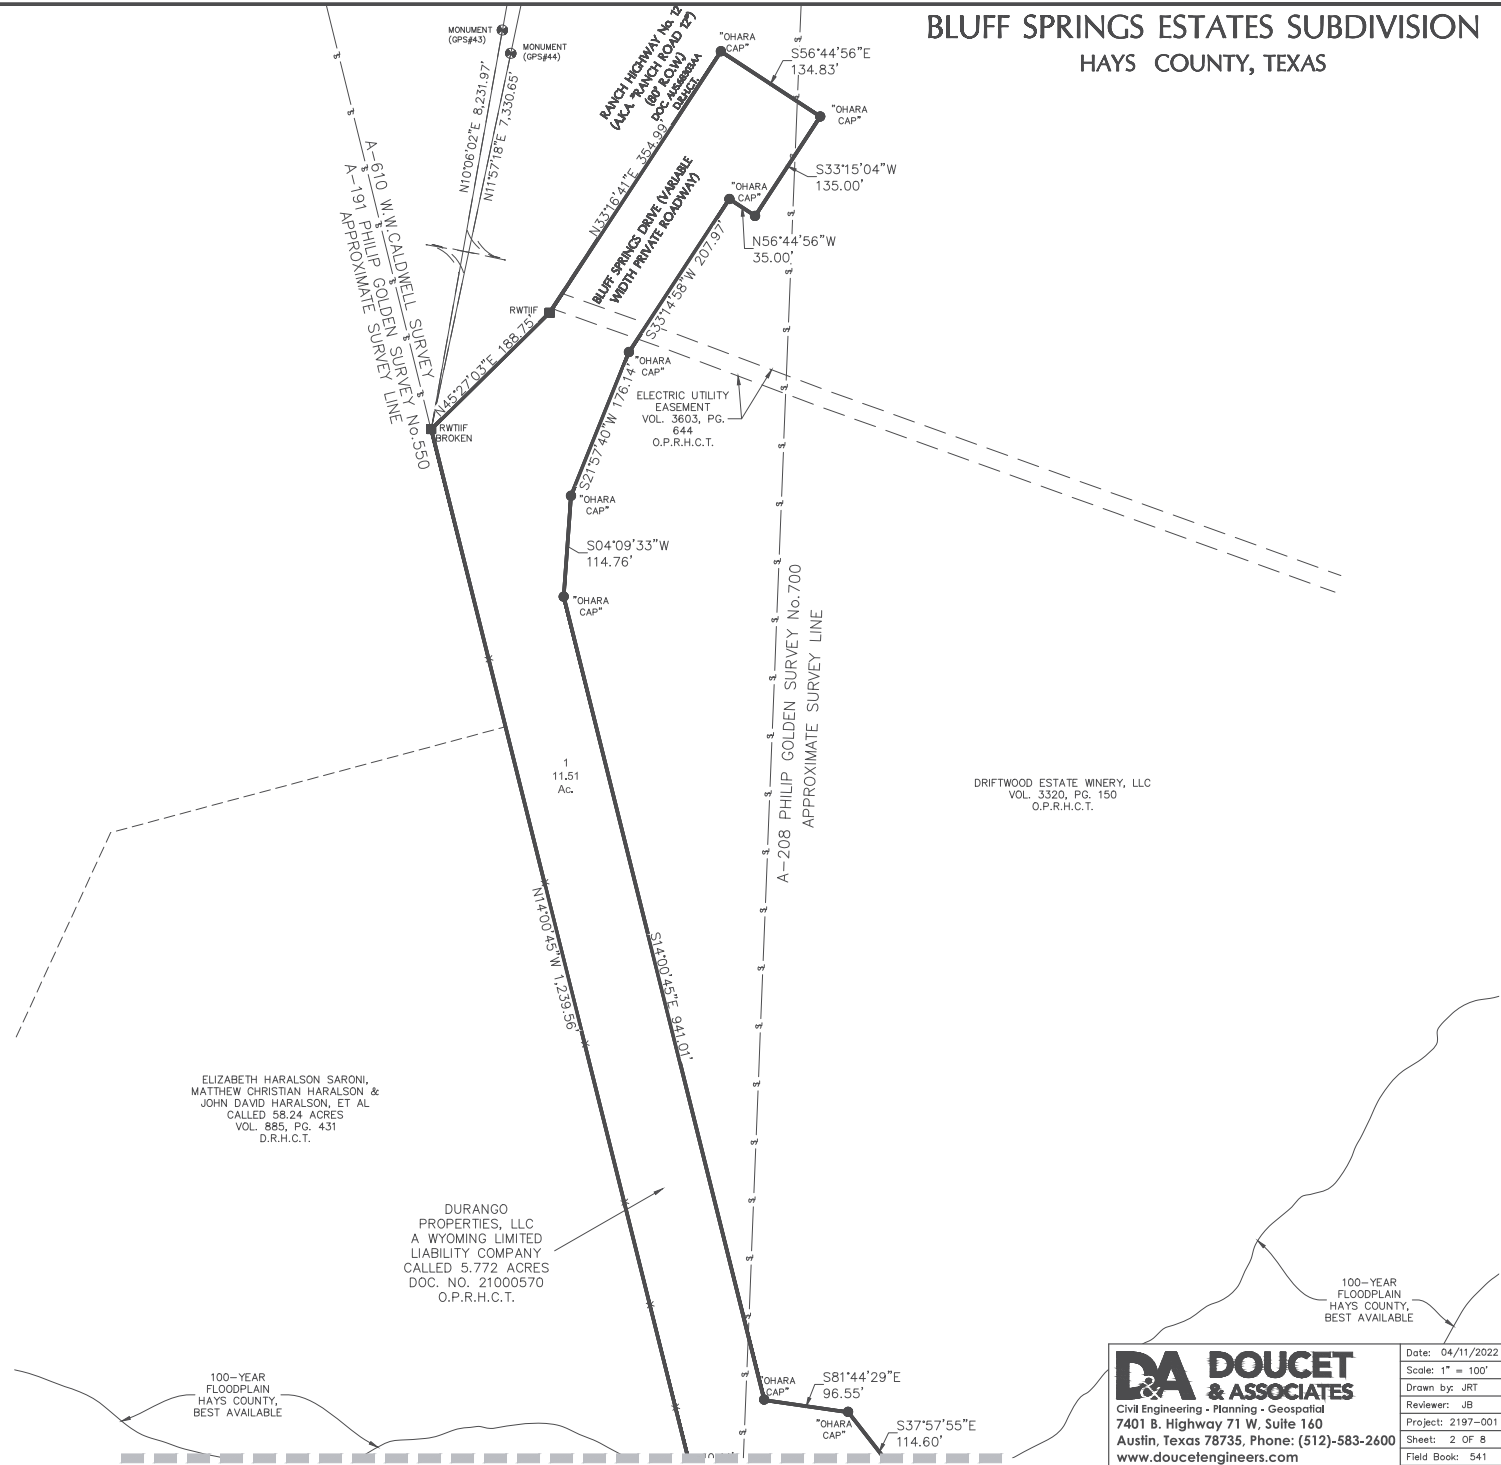 BLUFF SPRINGS ESTATES SUBDIVISION
HAYS COUNTY, TEXAS
MONUMENT
(GPS#43)
MONUMENT
(GPS#44)
N10°06'02"E 8,231.97'
N11°57'18"E 7,330.65'
RANCH HIGHWAY No. 12
(A.K.A. "RANCH ROAD 12")
(80' R.O.W.)
D.R.H.C.T.
"OHARA
CAP"
S56°44'56"E
134.83'
"OHARA
CAP"
N33°16'41"E 354.99'
S33°15'04"W
135.00'
"OHARA
CAP"
N56°44'56"W
35.00'
BLUFF SPRINGS DRIVE (VARIABLE
WIDTH PRIVATE ROADWAY)
S33°14'58"W 207.97'
A-610 W.W.CALDWELL SURVEY
A-191 PHILIP GOLDEN SURVEY No.550
APPROXIMATE SURVEY LINE
RWTIIF
N45°27'03"E 188.75'
RWTIIF
BROKEN
"OHARA
CAP"
S21°57'40"W 176.14'
ELECTRIC UTILITY
EASEMENT
VOL. 3603, PG.
644
O.P.R.H.C.T.
"OHARA
CAP"
S04°09'33"W
114.76'
"OHARA
CAP"
A-208 PHILIP GOLDEN SURVEY No.700
APPROXIMATE SURVEY LINE
1
11.51
Ac.
DRIFTWOOD ESTATE WINERY, LLC
VOL. 3320, PG. 150
O.P.R.H.C.T.
N14°00'45"W 1,239.56'
S14°00'45"E 941.01'
ELIZABETH HARALSON SARONI,
MATTHEW CHRISTIAN HARALSON &
JOHN DAVID HARALSON, ET AL
CALLED 58.24 ACRES
VOL. 885, PG. 431
D.R.H.C.T.
DURANGO
PROPERTIES, LLC
A WYOMING LIMITED
LIABILITY COMPANY
CALLED 5.772 ACRES
DOC. NO. 21000570
O.P.R.H.C.T.
100-YEAR
FLOODPLAIN
HAYS COUNTY,
BEST AVAILABLE
100-YEAR
FLOODPLAIN
HAYS COUNTY,
BEST AVAILABLE
"OHARA
CAP"
S81°44'29"E
96.55'
"OHARA
CAP"
S37°57'55"E
114.60'
DA DOUCET
& ASSOCIATES
Civil Engineering - Planning - Geospatial
7401 B. Highway 71 W, Suite 160
Austin, Texas 78735, Phone: (512)-583-2600
www.doucetengineers.com
Date: 04/11/2022
Scale: 1" = 100'
Drawn by: JRT
Reviewer: JB
Project: 2197-001
Sheet: 2 OF 8
Field Book: 541